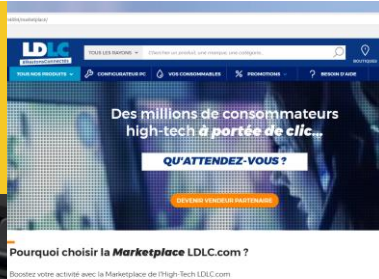 /marketplace/
LDLC
#RestonsConnectés
TOUS LES RAYONS
Chercher un produit, une marque, une catégorie...
BOUTIQUES
TOUS NOS PRODUITS
CONFIGURATEUR PC
VOS CONSOMMABLES
% PROMOTIONS
? BESOIN D'AIDE
Des millions de consommateurs
high-tech à portée de clic...
QU'ATTENDEZ-VOUS ?
DEVENIR VENDEUR PARTENAIRE
Pourquoi choisir la Marketplace LDLC.com ?
Boostez votre activité avec la Marketplace de l'High-Tech LDLC.com